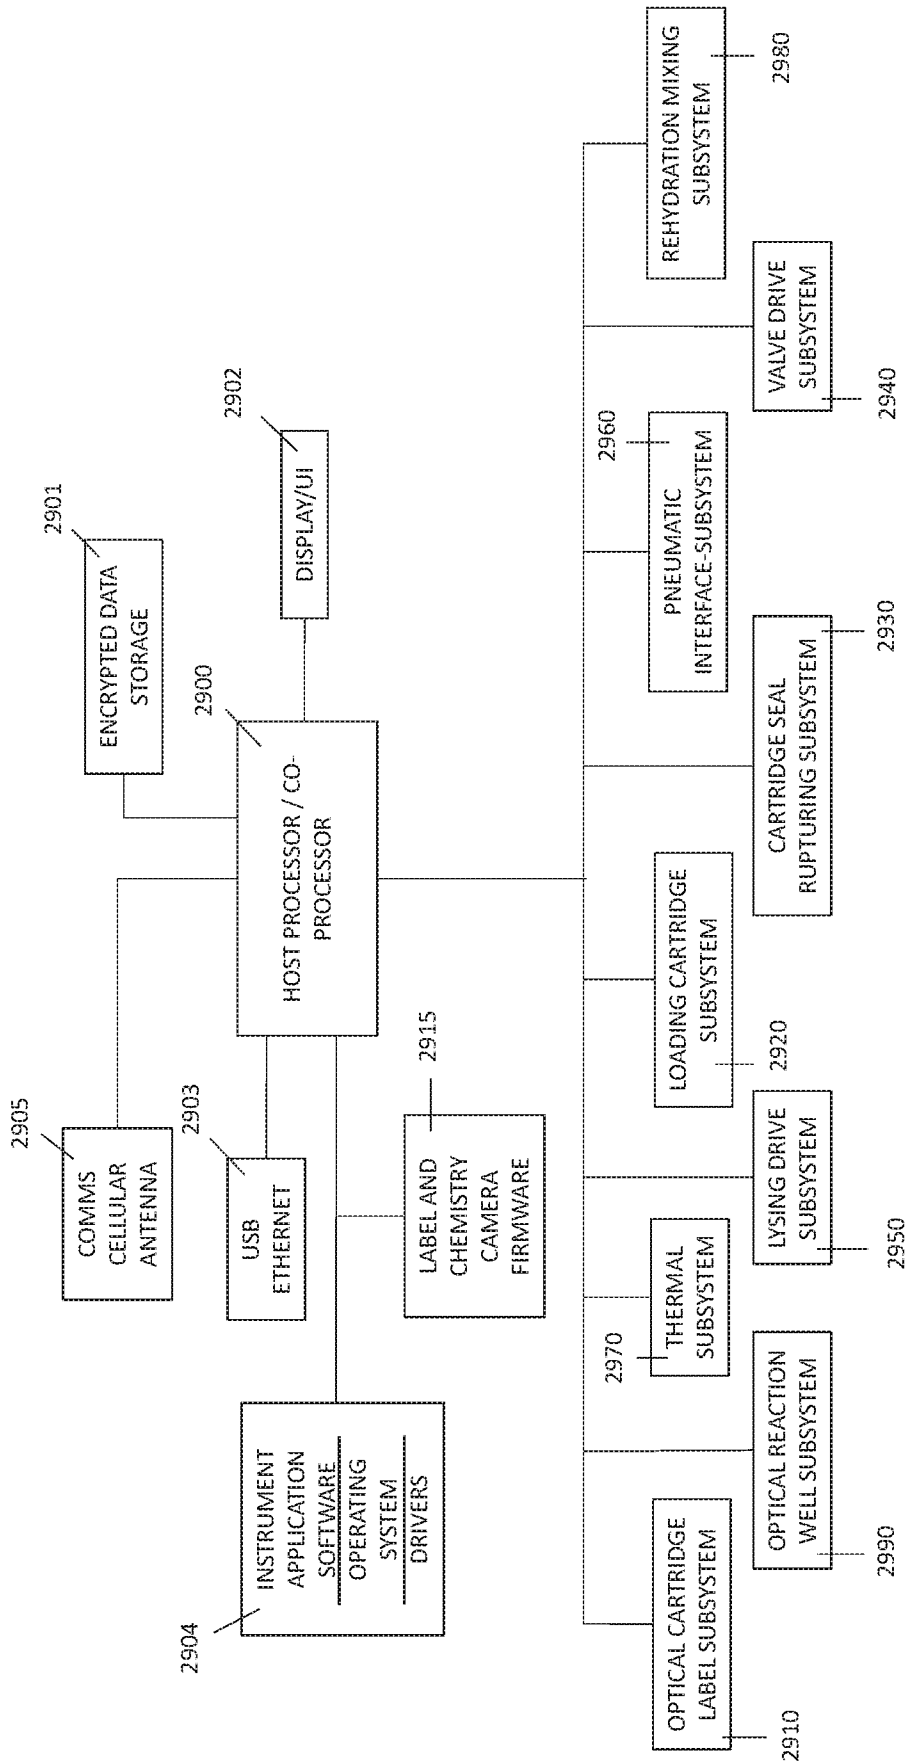 2905
COMMS
CELLULAR
ANTENNA
2901
ENCRYPTED DATA
STORAGE
2903
USB
ETHERNET
2900
HOST PROCESSOR / CO-
PROCESSOR
2902
DISPLAY/UI
2904
INSTRUMENT
APPLICATION
SOFTWARE
OPERATING
SYSTEM
DRIVERS
2915
LABEL AND
CHEMISTRY
CAMERA
FIRMWARE
OPTICAL CARTRIDGE
LABEL SUBSYSTEM
2910
OPTICAL REACTION
WELL SUBSYSTEM
2990
2970
THERMAL
SUBSYSTEM
LYSING DRIVE
SUBSYSTEM
2950
LOADING CARTRIDGE
SUBSYSTEM
2920
CARTRIDGE SEAL
RUPTURING SUBSYSTEM
2930
2960
PNEUMATIC
INTERFACE-SUBSYSTEM
VALVE DRIVE
SUBSYSTEM
2940
REHYDRATION MIXING
SUBSYSTEM
2980